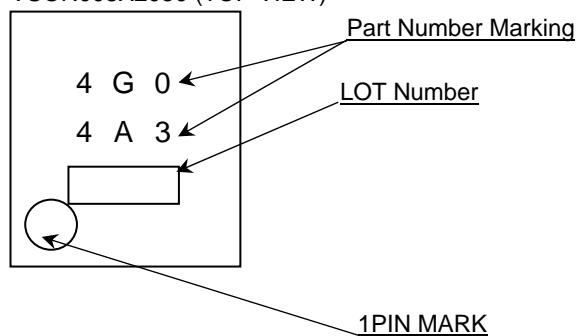 Part Number Marking
4 G 0
LOT Number
4 A 3
1PIN MARK